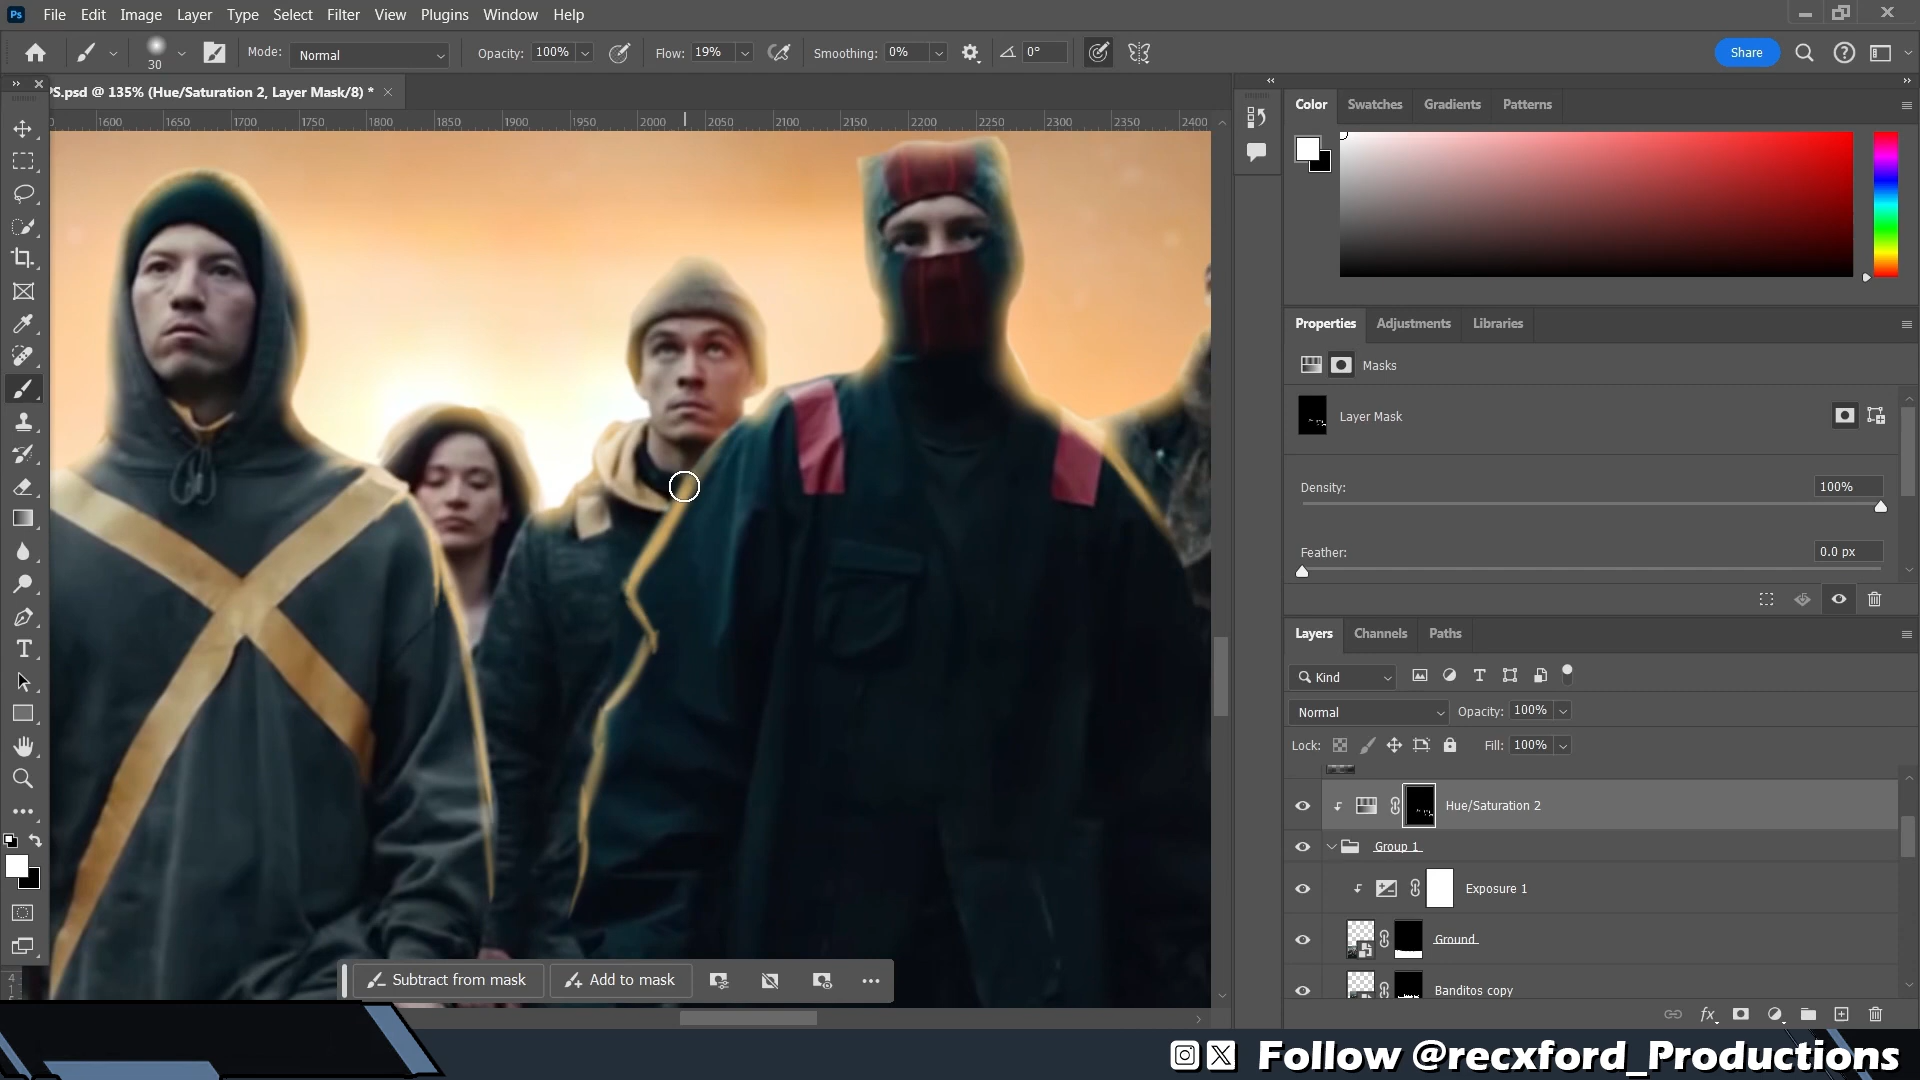 Ps File Edit Image Layer Type Select Filter View Plugins Window Help
30 Mode: Normal Opacity: 100% Flow: 19% Smoothing: 0% 0° Share
PS.psd @ 135% (Hue/Saturation 2, Layer Mask/8) *
1600 1650 1700 1750 1800 1850 1900 1950 2000 2050 2100 2150 2200 2250 2300 2350 2400
Color Swatches Gradients Patterns
Properties Adjustments Libraries
Masks
Layer Mask
Density: 100%
Feather: 0.0 px
Layers Channels Paths
Kind
Normal Opacity: 100%
Lock: Fill: 100%
Hue/Saturation 2
Group 1
Exposure 1
Ground
Banditos copy
fx
Subtract from mask Add to mask
Follow @recxford_Productions